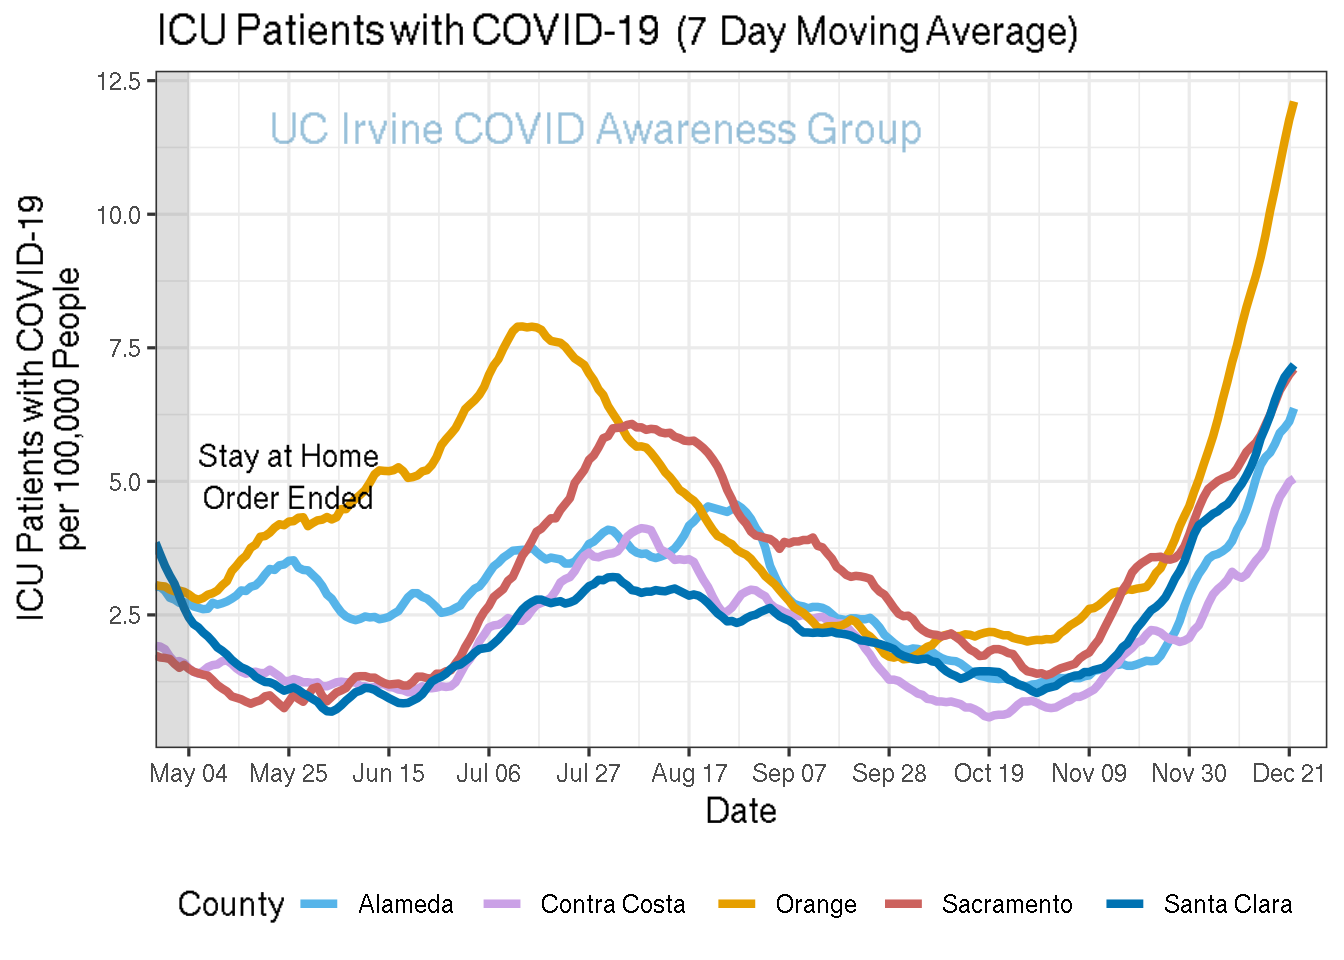 ICU Patients with COVID-19 (7 Day Moving Average)
UC Irvine COVID Awareness Group
ICU Patients with COVID-19
per 100,000 People
12.5
10.0
7.5
5.0
2.5
Stay at Home
Order Ended
May 04 May 25 Jun 15 Jul 06 Jul 27 Aug 17 Sep 07 Sep 28 Oct 19 Nov 09 Nov 30 Dec 21
Date
County Alameda Contra Costa Orange Sacramento Santa Clara